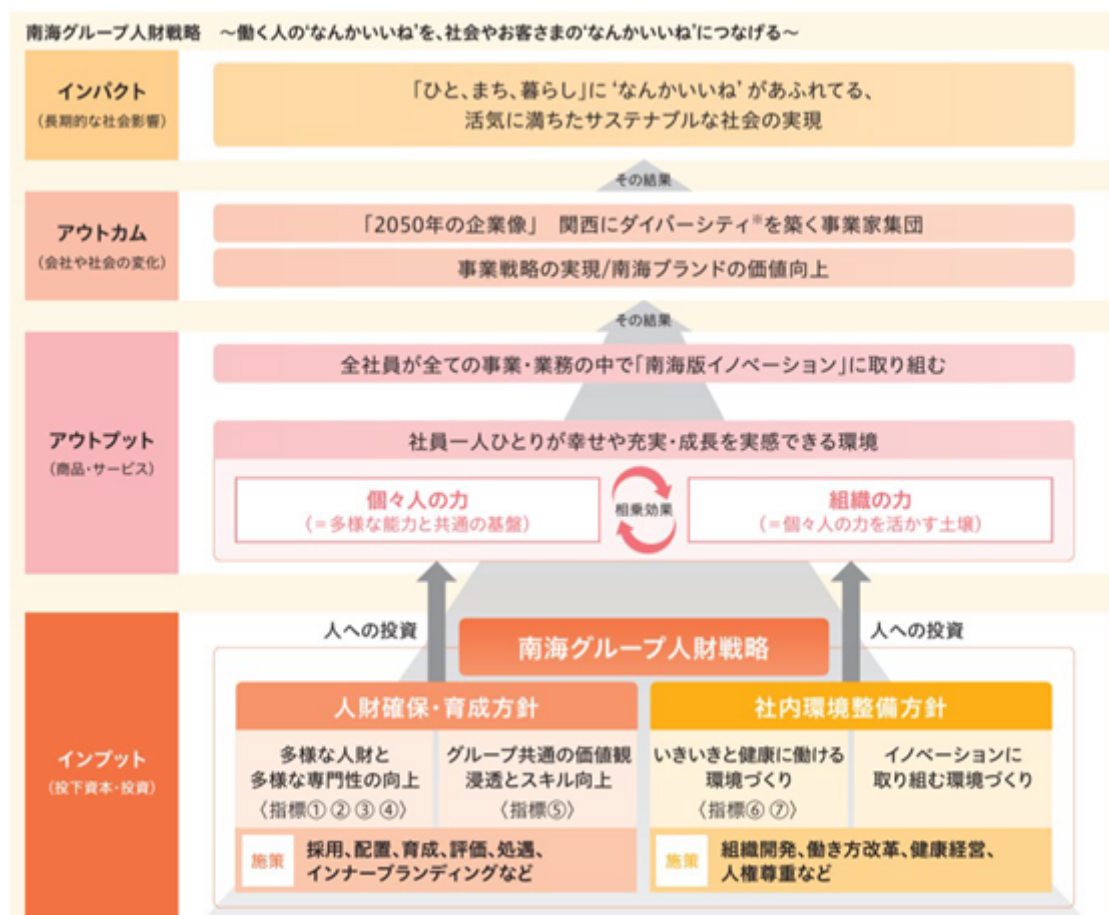 南海グループ人財戦略　~働く人の‘なんかいいね’を、社会やお客さまの‘なんかいいね’につなげる~
インパクト
（長期的な社会影響）
「ひと、まち、暮らし」に‘なんかいいね’があふれてる、
活気に満ちたサステナブルな社会の実現
その結果
アウトカム
（会社や社会の変化）
「2050年の企業像」　関西にダイバーシティ※を築く事業家集団
事業戦略の実現/南海ブランドの価値向上
その結果
アウトプット
（商品・サービス）
全社員が全ての事業・業務の中で「南海版イノベーション」に取り組む
社員一人ひとりが幸せや充実・成長を実感できる環境
個々人の力
（＝多様な能力と共通の基盤）
相乗効果
組織の力
（＝個々人の力を活かす土壌）
インプット
（投下資本・投資）
人への投資
南海グループ人財戦略
人への投資
人財確保・育成方針
多様な人財と
多様な専門性の向上
〈指標①②③④〉
グループ共通の価値観
浸透とスキル向上
〈指標⑤〉
施策
採用、配置、育成、評価、処遇、
インナーブランディングなど
社内環境整備方針
いきいきと健康に働ける
環境づくり
〈指標⑥⑦〉
イノベーションに
取り組む環境づくり
施策
組織開発、働き方改革、健康経営、
人権尊重など